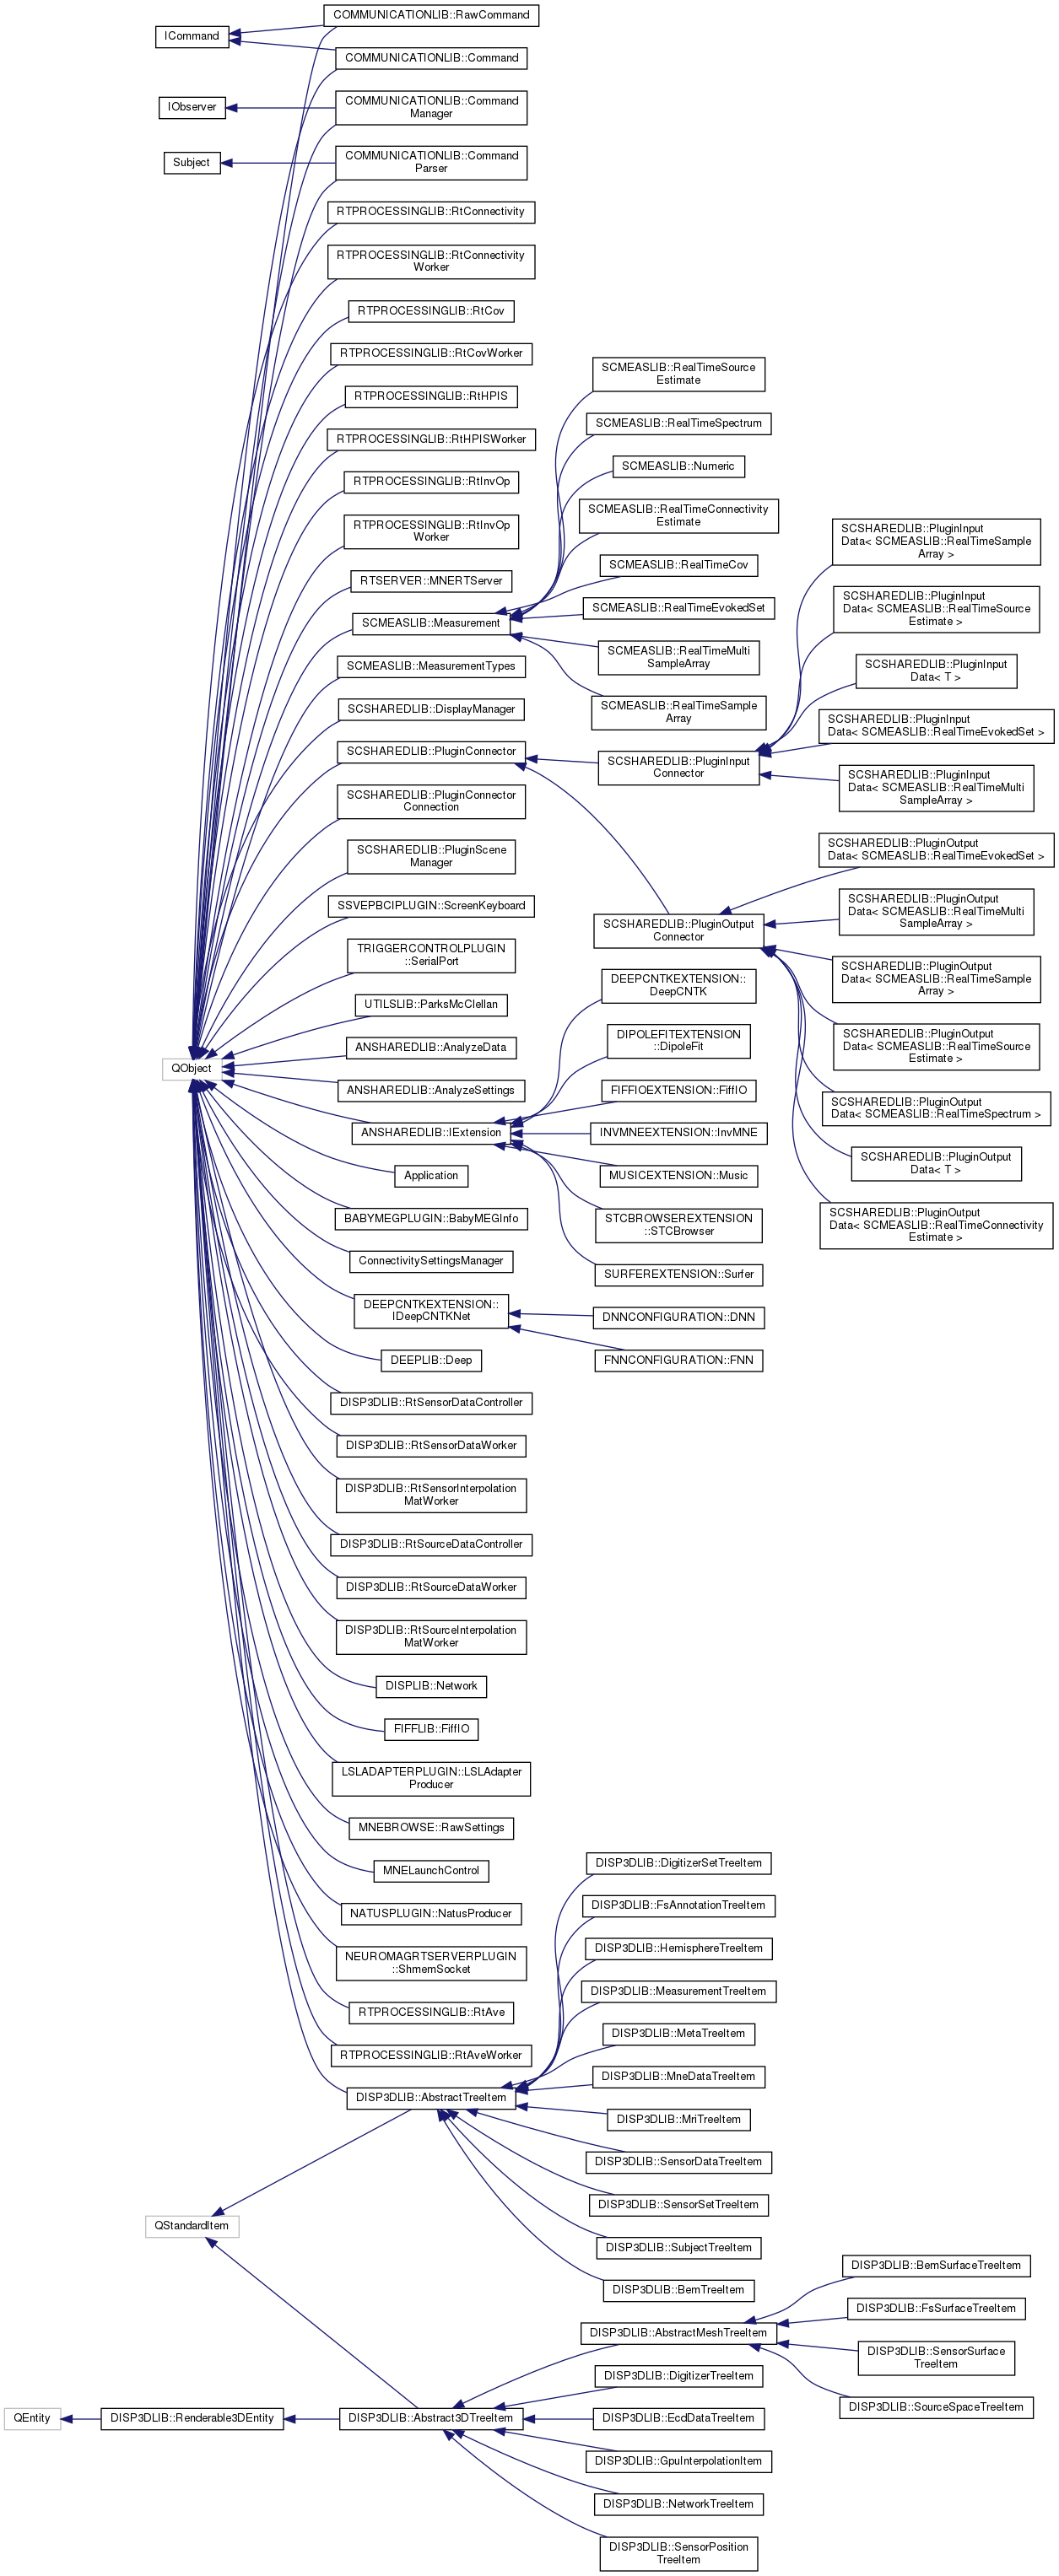 COMMUNICATIONLIB::RawCommand
ICommand
COMMUNICATIONLIB::Command
IObserver
COMMUNICATIONLIB::Command
Manager
Subject
COMMUNICATIONLIB::Command
Parser
RTPROCESSINGLIB::RtConnectivity
RTPROCESSINGLIB::RtConnectivity
Worker
RTPROCESSINGLIB::RtCov
RTPROCESSINGLIB::RtCovWorker
RTPROCESSINGLIB::RtHPIS
RTPROCESSINGLIB::RtHPISWorker
RTPROCESSINGLIB::RtInvOp
RTPROCESSINGLIB::RtInvOp
Worker
RTSERVER::MNERTServer
SCMEASLIB::Measurement
SCMEASLIB::MeasurementTypes
SCSHAREDLIB::DisplayManager
SCSHAREDLIB::PluginConnector
SCSHAREDLIB::PluginConnector
Connection
SCSHAREDLIB::PluginScene
Manager
SSVEPBCIPLUGIN::ScreenKeyboard
TRIGGERCONTROLPLUGIN
::SerialPort
UTILSLIB::ParksMcClellan
QObject
ANSHAREDLIB::AnalyzeData
ANSHAREDLIB::AnalyzeSettings
ANSHAREDLIB::IExtension
Application
BABYMEGPLUGIN::BabyMEGInfo
ConnectivitySettingsManager
DEEPCNTKEXTENSION::
IDeepCNTKNet
DEEPLIB::Deep
DISP3DLIB::RtSensorDataController
DISP3DLIB::RtSensorDataWorker
DISP3DLIB::RtSensorInterpolation
MatWorker
DISP3DLIB::RtSourceDataController
DISP3DLIB::RtSourceDataWorker
DISP3DLIB::RtSourceInterpolation
MatWorker
DISPLIB::Network
FIFFLIB::FiffIO
LSLADAPTERPLUGIN::LSLAdapter
Producer
MNEBROWSE::RawSettings
MNELaunchControl
NATUSPLUGIN::NatusProducer
NEUROMAGRTSERVERPLUGIN
::ShmemSocket
RTPROCESSINGLIB::RtAve
RTPROCESSINGLIB::RtAveWorker
DISP3DLIB::AbstractTreeItem
QStandardItem
QEntity
DISP3DLIB::Renderable3DEntity
DISP3DLIB::Abstract3DTreeItem
SCMEASLIB::RealTimeSource
Estimate
SCMEASLIB::RealTimeSpectrum
SCMEASLIB::Numeric
SCMEASLIB::RealTimeConnectivity
Estimate
SCMEASLIB::RealTimeCov
SCMEASLIB::RealTimeEvokedSet
SCMEASLIB::RealTimeMulti
SampleArray
SCMEASLIB::RealTimeSample
Array
SCSHAREDLIB::PluginInput
Connector
SCSHAREDLIB::PluginOutput
Connector
DEEPCNTKEXTENSION::
DeepCNTK
DIPOLEFITEXTENSION
::DipoleFit
FIFFIOEXTENSION::FiffIO
INVMNEEXTENSION::InvMNE
MUSICEXTENSION::Music
STCBROWSEREXTENSION
::STCBrowser
SURFEREXTENSION::Surfer
DNNCONFIGURATION::DNN
FNNCONFIGURATION::FNN
DISP3DLIB::DigitizerSetTreeItem
DISP3DLIB::FsAnnotationTreeItem
DISP3DLIB::HemisphereTreeItem
DISP3DLIB::MeasurementTreeItem
DISP3DLIB::MetaTreeItem
DISP3DLIB::MneDataTreeItem
DISP3DLIB::MriTreeItem
DISP3DLIB::SensorDataTreeItem
DISP3DLIB::SensorSetTreeItem
DISP3DLIB::SubjectTreeItem
DISP3DLIB::BemTreeItem
DISP3DLIB::AbstractMeshTreeItem
DISP3DLIB::DigitizerTreeItem
DISP3DLIB::EcdDataTreeItem
DISP3DLIB::GpuInterpolationItem
DISP3DLIB::NetworkTreeItem
DISP3DLIB::SensorPosition
TreeItem
SCSHAREDLIB::PluginInput
Data< SCMEASLIB::RealTimeSample
Array >
SCSHAREDLIB::PluginInput
Data< SCMEASLIB::RealTimeSource
Estimate >
SCSHAREDLIB::PluginInput
Data< T >
SCSHAREDLIB::PluginInput
Data< SCMEASLIB::RealTimeEvokedSet >
SCSHAREDLIB::PluginInput
Data< SCMEASLIB::RealTimeMulti
SampleArray >
SCSHAREDLIB::PluginOutput
Data< SCMEASLIB::RealTimeEvokedSet >
SCSHAREDLIB::PluginOutput
Data< SCMEASLIB::RealTimeMulti
SampleArray >
SCSHAREDLIB::PluginOutput
Data< SCMEASLIB::RealTimeSample
Array >
SCSHAREDLIB::PluginOutput
Data< SCMEASLIB::RealTimeSource
Estimate >
SCSHAREDLIB::PluginOutput
Data< SCMEASLIB::RealTimeSpectrum >
SCSHAREDLIB::PluginOutput
Data< T >
SCSHAREDLIB::PluginOutput
Data< SCMEASLIB::RealTimeConnectivity
Estimate >
DISP3DLIB::BemSurfaceTreeItem
DISP3DLIB::FsSurfaceTreeItem
DISP3DLIB::SensorSurface
TreeItem
DISP3DLIB::SourceSpaceTreeItem